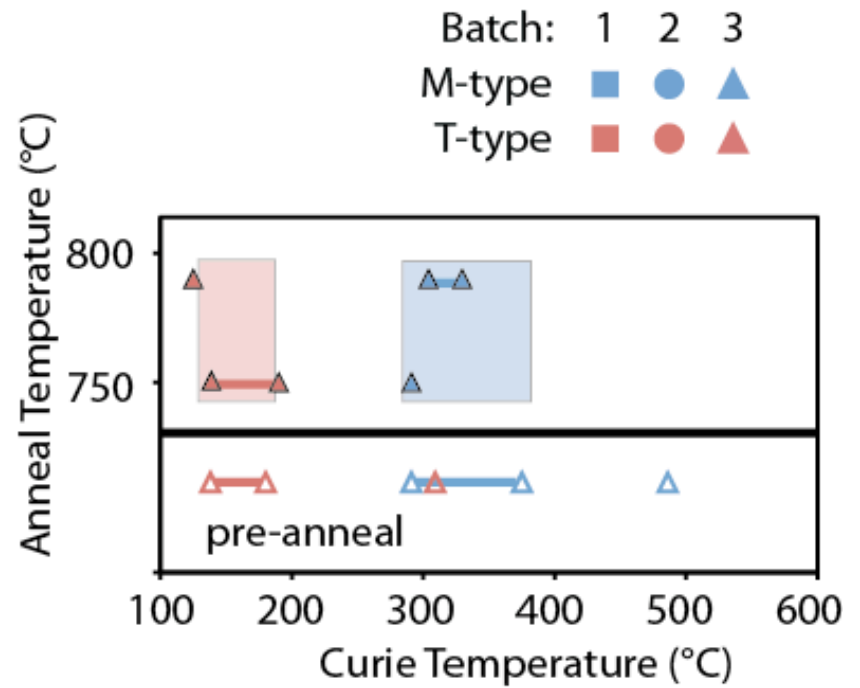 Batch: 1 2 3
M-type
T-type
Anneal Temperature (°C)
800
750
pre-anneal
100 200 300 400 500 600
Curie Temperature (°C)